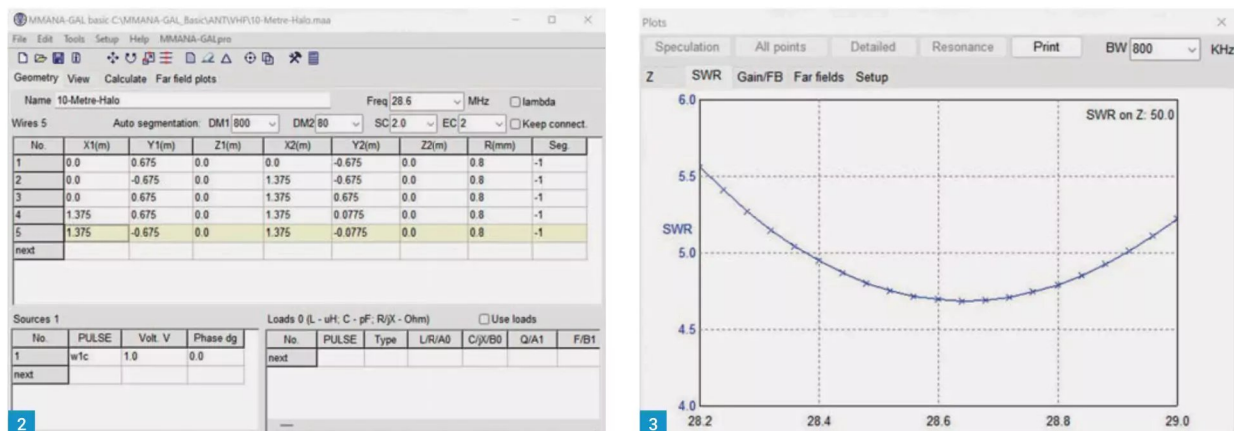 MMANA-GAL basic C:\MMANA-GAL_Basic\ANT\VHF\10-Metre-Halo.maa
File Edit Tools Setup Help MMANA-GALpro
Geometry View Calculate Far field plots
Name 10-Metre-Halo Freq 28.6 MHz lambda
Wires 5 Auto segmentation: DM1 800 DM2 80 SC 2.0 EC 2 Keep connect.
No. X1(m) Y1(m) Z1(m) X2(m) Y2(m) Z2(m) R(mm) Seg.
1 0.0 0.675 0.0 0.0 -0.675 0.0 0.8 -1
2 0.0 -0.675 0.0 1.375 -0.675 0.0 0.8 -1
3 0.0 0.675 0.0 1.375 0.675 0.0 0.8 -1
4 1.375 0.675 0.0 1.375 0.0775 0.0 0.8 -1
5 1.375 -0.675 0.0 1.375 -0.0775 0.0 0.8 -1
next
Sources 1
No. PULSE Volt. V Phase dg
1 w1c 1.0 0.0
next
Loads 0 (L - uH; C - pF; R/jX - Ohm) Use loads
No. PULSE Type L/R/A0 C/jX/B0 Q/A1 F/B1
next
2
Plots
Speculation All points Detailed Resonance Print BW 800 KHz
Z SWR Gain/FB Far fields Setup
6.0
SWR on Z: 50.0
5.5
SWR
5.0
4.5
4.0
28.2 28.4 28.6 28.8 29.0
3